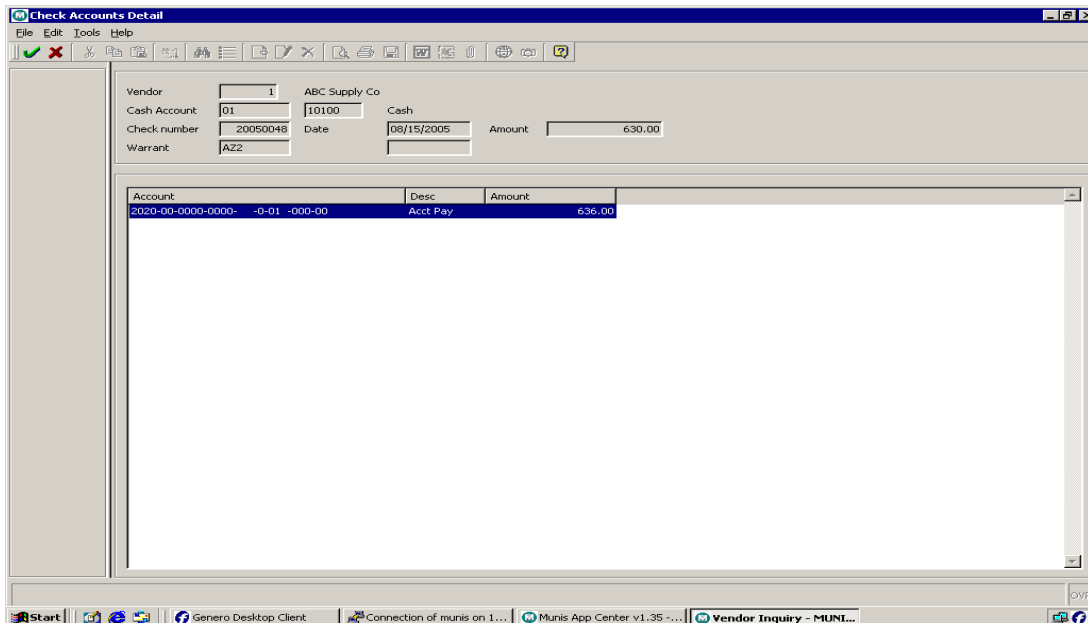 Check Accounts Detail
File Edit Tools Help
Vendor 1 ABC Supply Co
Cash Account 01 10100 Cash
Check number 20050048 Date 08/15/2005 Amount 630.00
Warrant AZ2
Account Desc Amount
2020-00-0000-0000- -0-01 -000-00 Acct Pay 636.00
OVR
Start Genero Desktop Client Connection of munis on 1... Munis App Center v1.35 -... Vendor Inquiry - MUNI...